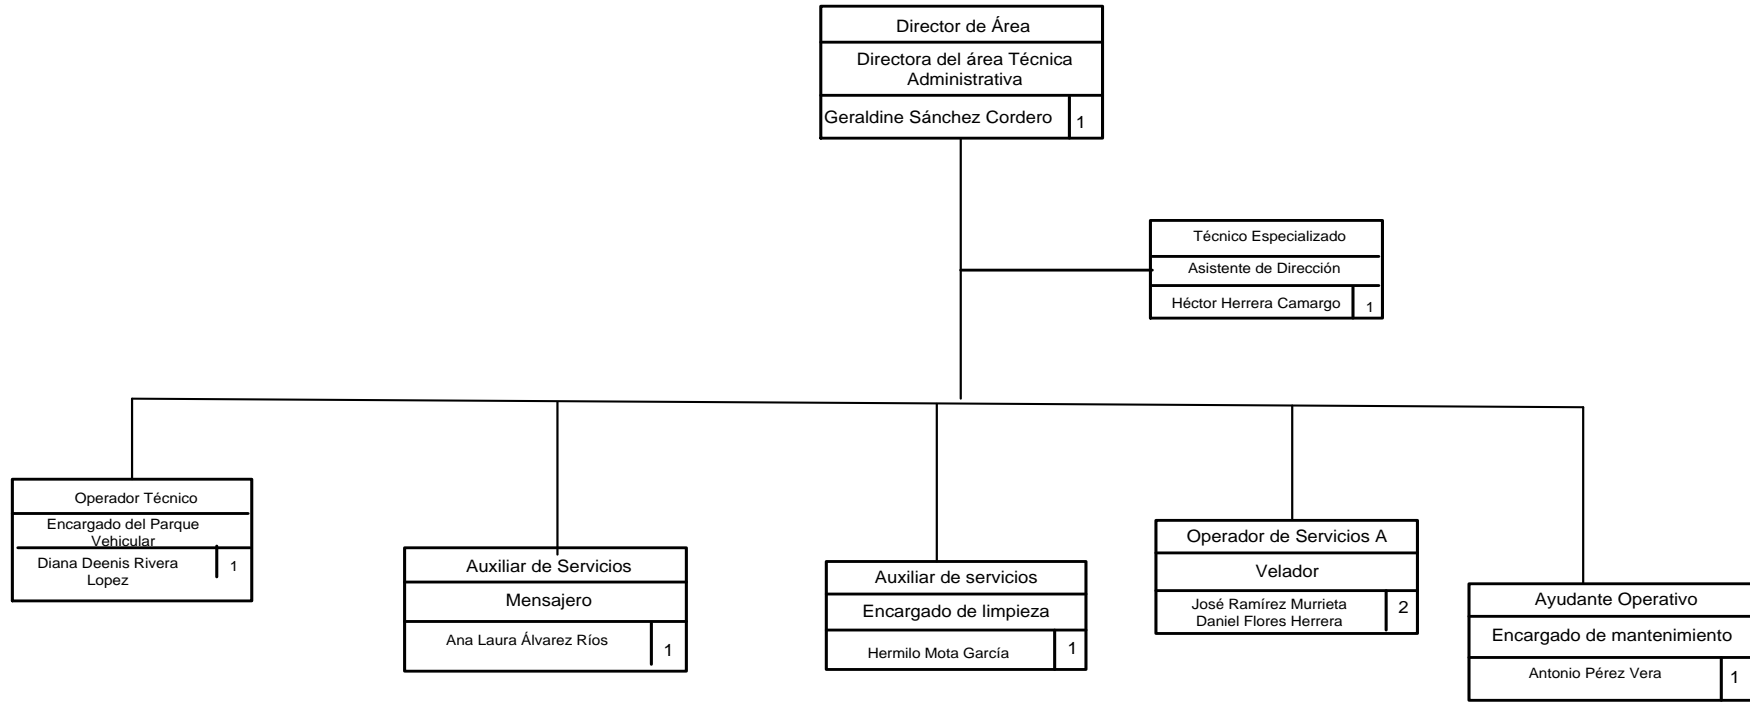 Director de Área
Directora del área Técnica
Administrativa
Geraldine Sánchez Cordero
1
Técnico Especializado
Asistente de Dirección
Héctor Herrera Camargo
1
Operador Técnico
Encargado del Parque
Vehicular
Diana Deenis Rivera
Lopez
1
Auxiliar de Servicios
Mensajero
Ana Laura Álvarez Ríos
1
Auxiliar de servicios
Encargado de limpieza
Hermilo Mota García
1
Operador de Servicios A
Velador
José Ramírez Murrieta
Daniel Flores Herrera
2
Ayudante Operativo
Encargado de mantenimiento
Antonio Pérez Vera
1